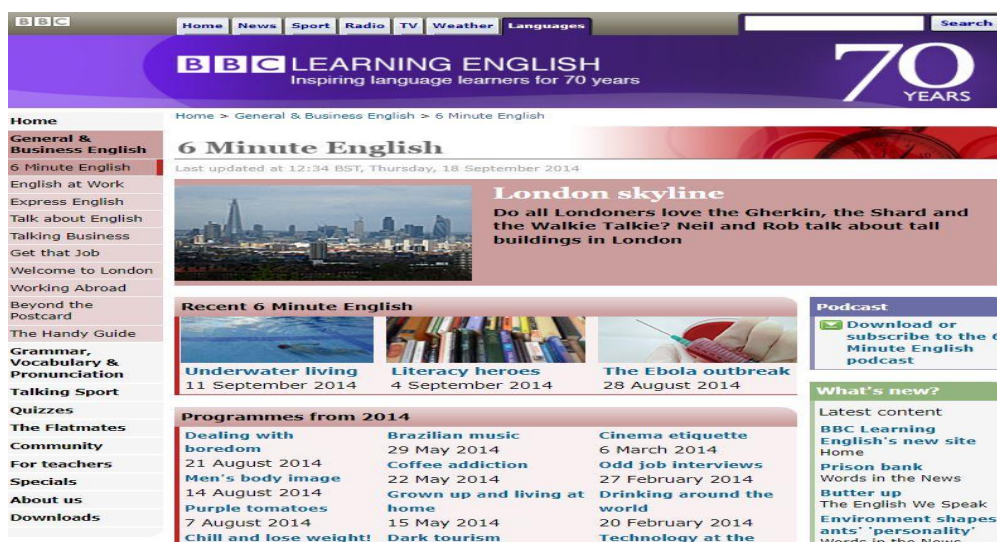 BBC
Home News Sport Radio TV Weather Languages
Search
BBC LEARNING ENGLISH
Inspiring language learners for 70 years
70
YEARS
Home
General &
Business English
6 Minute English
English at Work
Express English
Talk about English
Talking Business
Get that Job
Welcome to London
Working Abroad
Beyond the
Postcard
The Handy Guide
Grammar,
Vocabulary &
Pronunciation
Talking Sport
Quizzes
The Flatmates
Community
For teachers
Specials
About us
Downloads
Home > General & Business English > 6 Minute English
6 Minute English
Last updated at 12:34 BST, Thursday, 18 September 2014
London skyline
Do all Londoners love the Gherkin, the Shard and
the Walkie Talkie? Neil and Rob talk about tall
buildings in London
Recent 6 Minute English
Underwater living
11 September 2014
Literacy heroes
4 September 2014
The Ebola outbreak
28 August 2014
Programmes from 2014
Dealing with
boredom
21 August 2014
Men's body image
14 August 2014
Purple tomatoes
7 August 2014
Chill and lose weight!
Brazilian music
29 May 2014
Coffee addiction
22 May 2014
Grown up and living at
home
15 May 2014
Dark tourism
Cinema etiquette
6 March 2014
Odd job interviews
27 February 2014
Drinking around the
world
20 February 2014
Technology at the
Podcast
Download or
subscribe to the 6
Minute English
podcast
What's new?
Latest content
BBC Learning
English's new site
Home
Prison bank
Words in the News
Butter up
The English We Speak
Environment shapes
ants' 'personality'
Words in the News